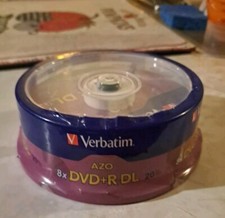 Verbatim.
AZO
8x DVD+R DL